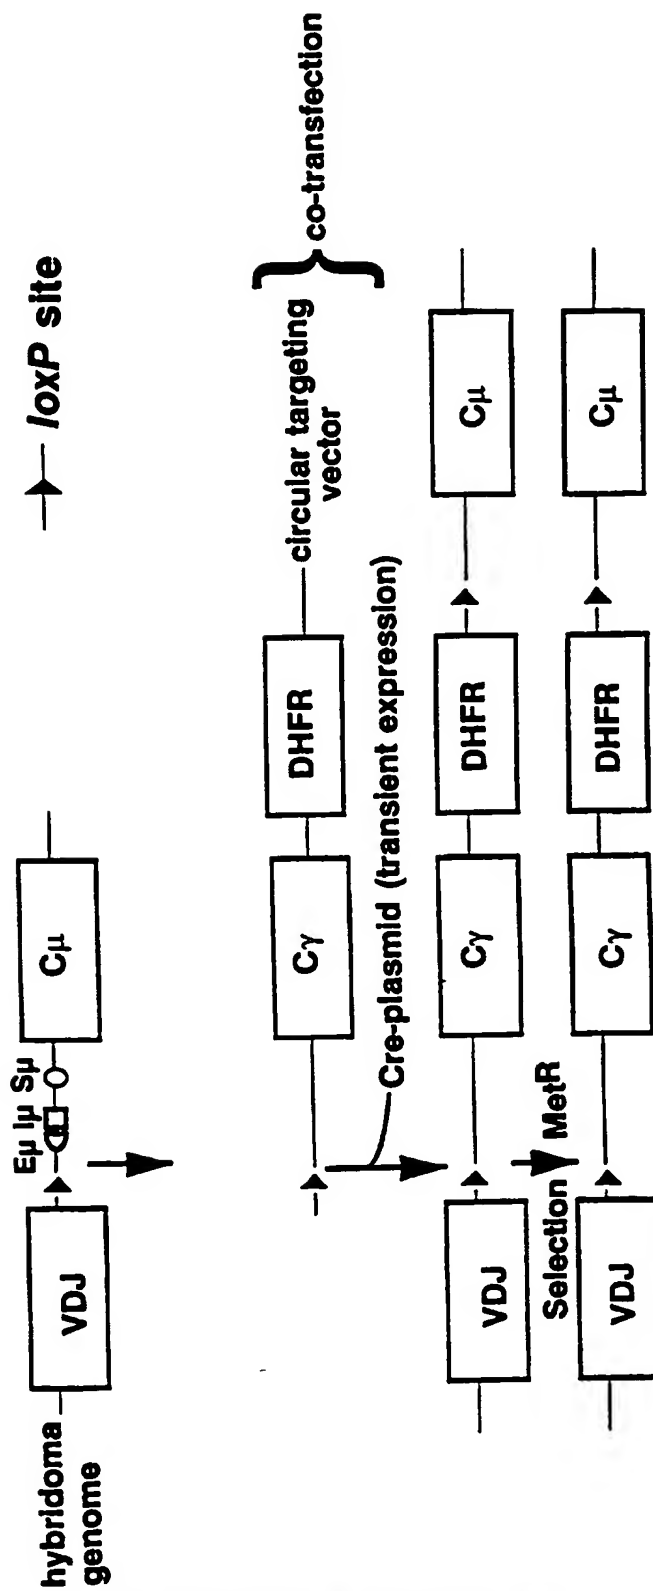 loxP site
hybridoma
genome
VDJ
Eμ Iμ Sμ
Cμ
Cγ
DHFR
circular targeting
vector
co-transfection
Cre-plasmid (transient expression)
VDJ
Cγ
DHFR
Cμ
Selection
MetR
VDJ
Cγ
DHFR
Cμ